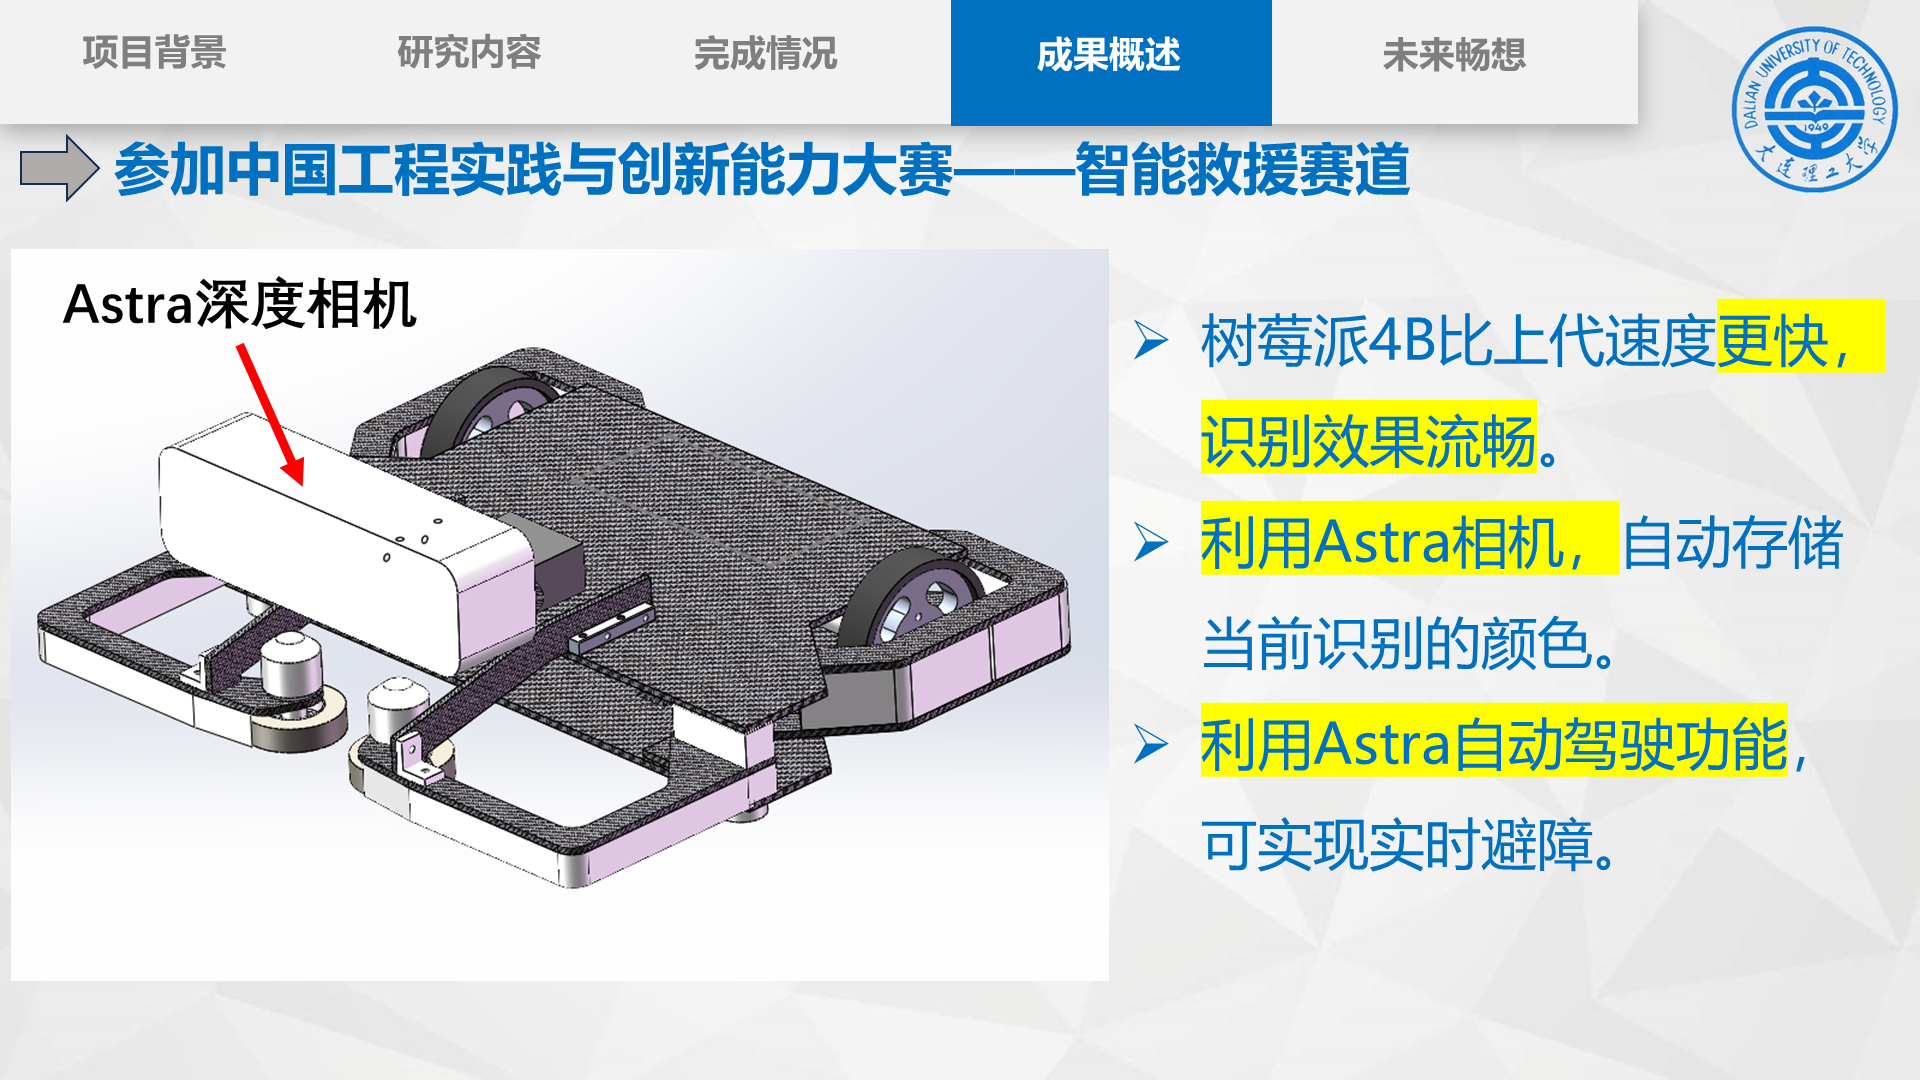 项目背景
研究内容
完成情况
成果概述
未来畅想
DALIAN UNIVERSITY OF TECHNOLOGY
1949
大连理工大学
参加中国工程实践与创新能力大赛——智能救援赛道
Astra深度相机
树莓派4B比上代速度更快，
识别效果流畅。
利用Astra相机，自动存储
当前识别的颜色。
利用Astra自动驾驶功能，
可实现实时避障。